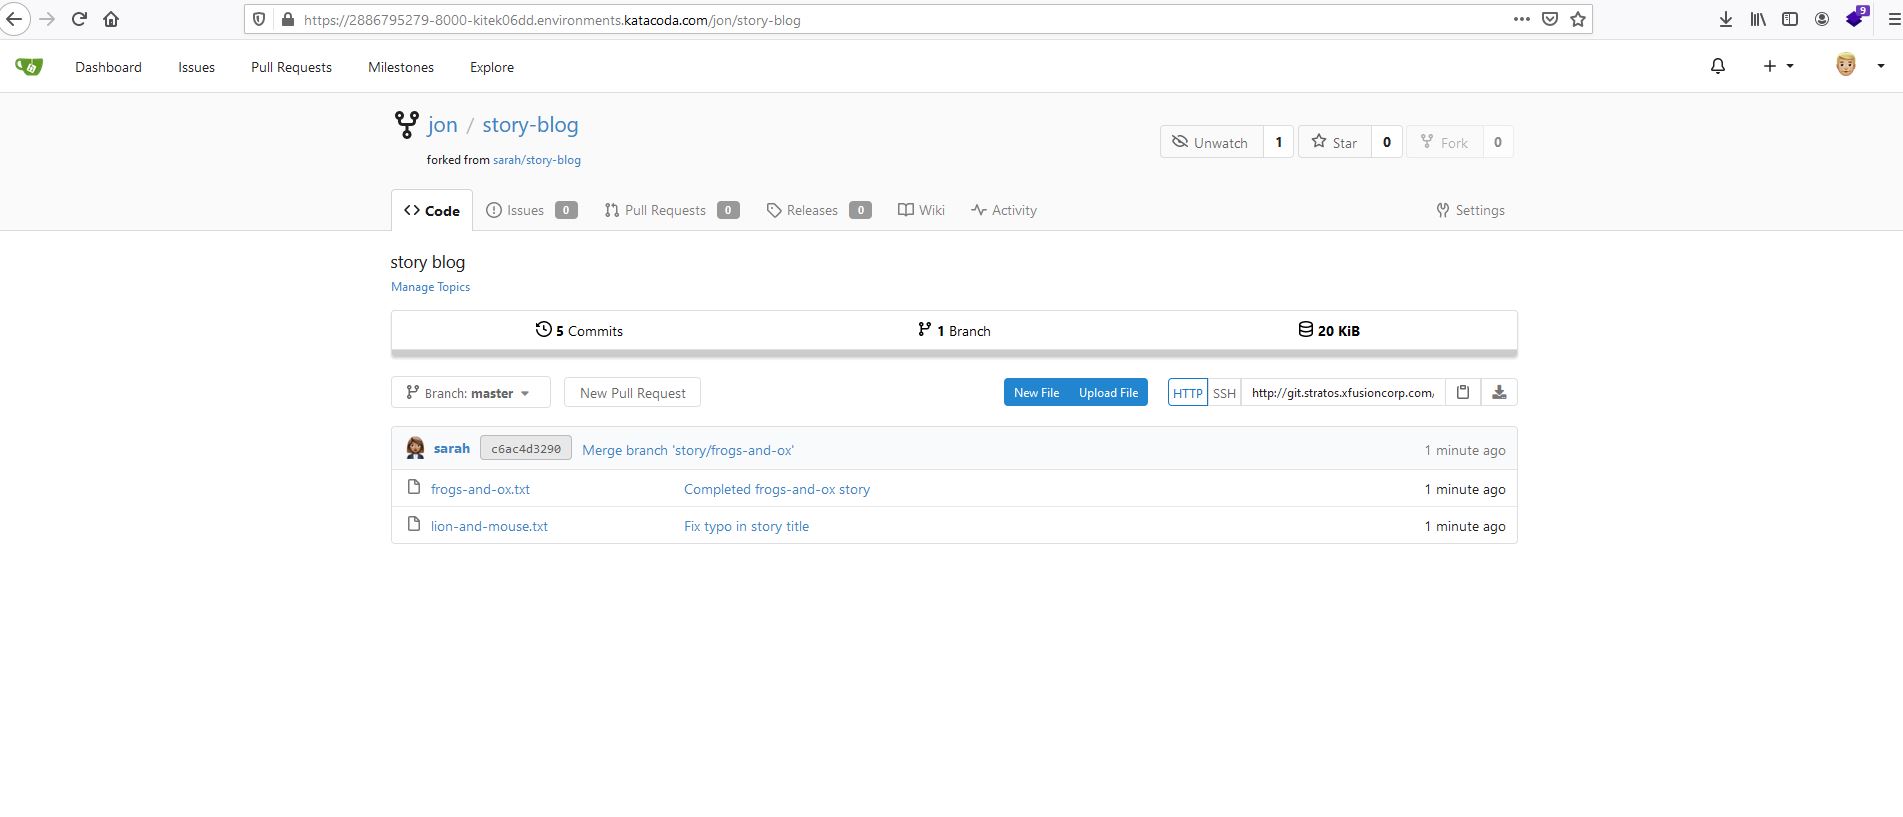 https://2886795279-8000-kitek06dd.environments.katacoda.com/jon/story-blog
9
Dashboard Issues Pull Requests Milestones Explore
jon / story-blog
Unwatch 1 Star 0 Fork 0
forked from sarah/story-blog
Code Issues 0 Pull Requests 0 Releases 0 Wiki Activity Settings
story blog
Manage Topics
5 Commits 1 Branch 20 KiB
Branch: master New Pull Request New File Upload File HTTP SSH http://git.stratos.xfusioncorp.com/
sarah c6ac4d3290 Merge branch 'story/frogs-and-ox' 1 minute ago
frogs-and-ox.txt Completed frogs-and-ox story 1 minute ago
lion-and-mouse.txt Fix typo in story title 1 minute ago